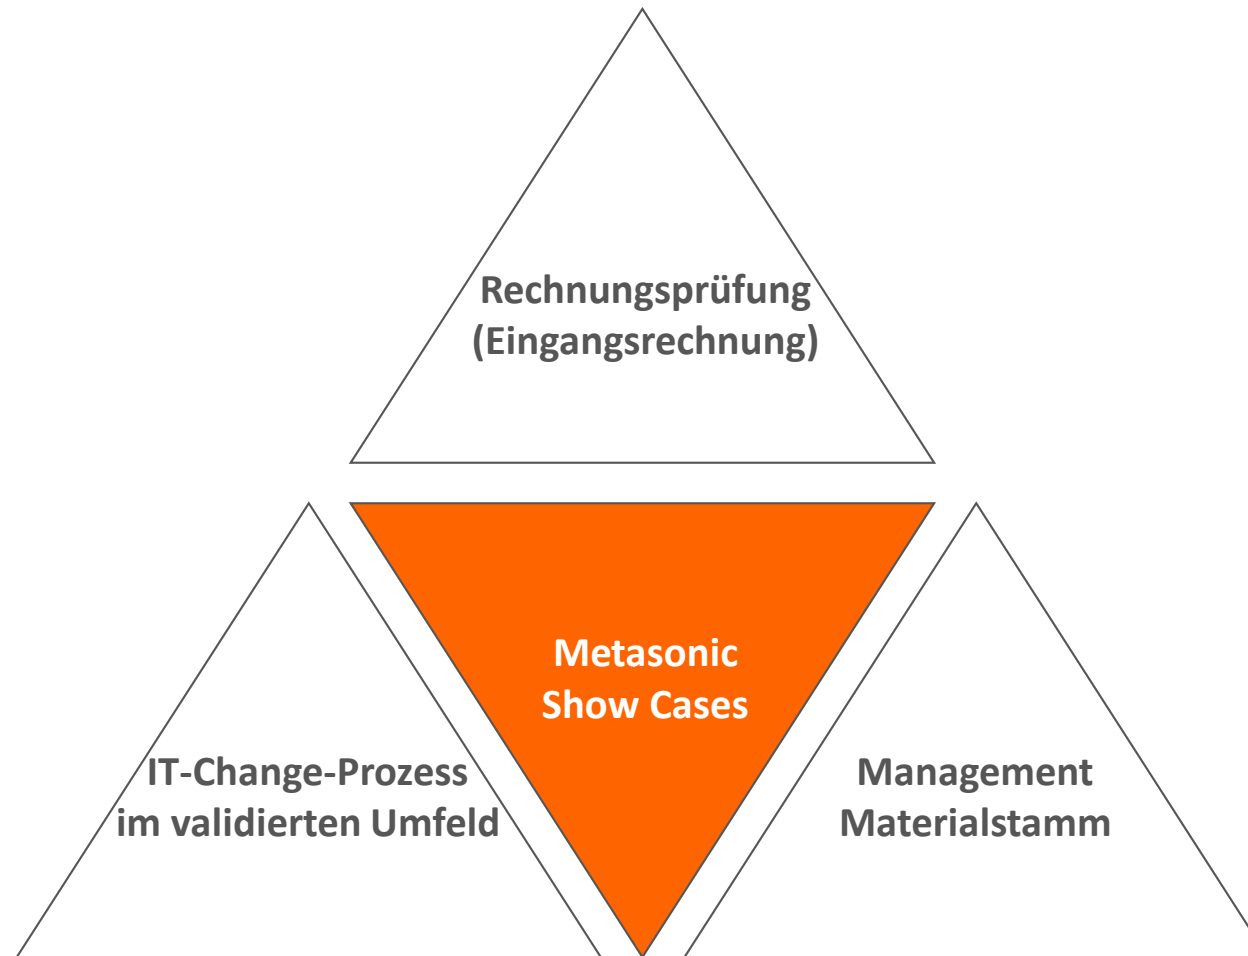 Rechnungsprüfung
(Eingangsrechnung)
Metasonic
Show Cases
IT-Change-Prozess
im validierten Umfeld
Management
Materialstamm